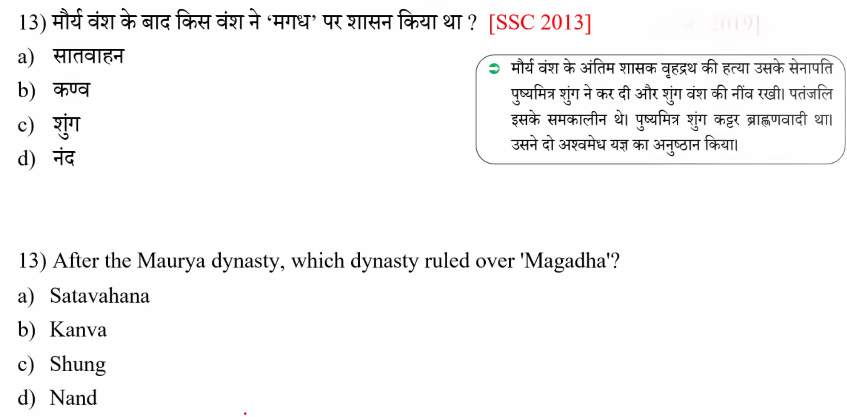 13) मौर्य वंश के बाद किस वंश ने ‘मगध’ पर शासन किया था ? [SSC 2013]
2019]
a) सातवाहन
b) कण्व
c) शुंग
d) नंद
➲ मौर्य वंश के अंतिम शासक वृहद्रथ की हत्या उसके सेनापति
पुष्यमित्र शुंग ने कर दी और शुंग वंश की नींव रखी। पतंजलि
इसके समकालीन थे। पुष्यमित्र शुंग कट्टर ब्राह्मणवादी था।
उसने दो अश्वमेध यज्ञ का अनुष्ठान किया।
13) After the Maurya dynasty, which dynasty ruled over 'Magadha'?
a) Satavahana
b) Kanva
c) Shung
d) Nand